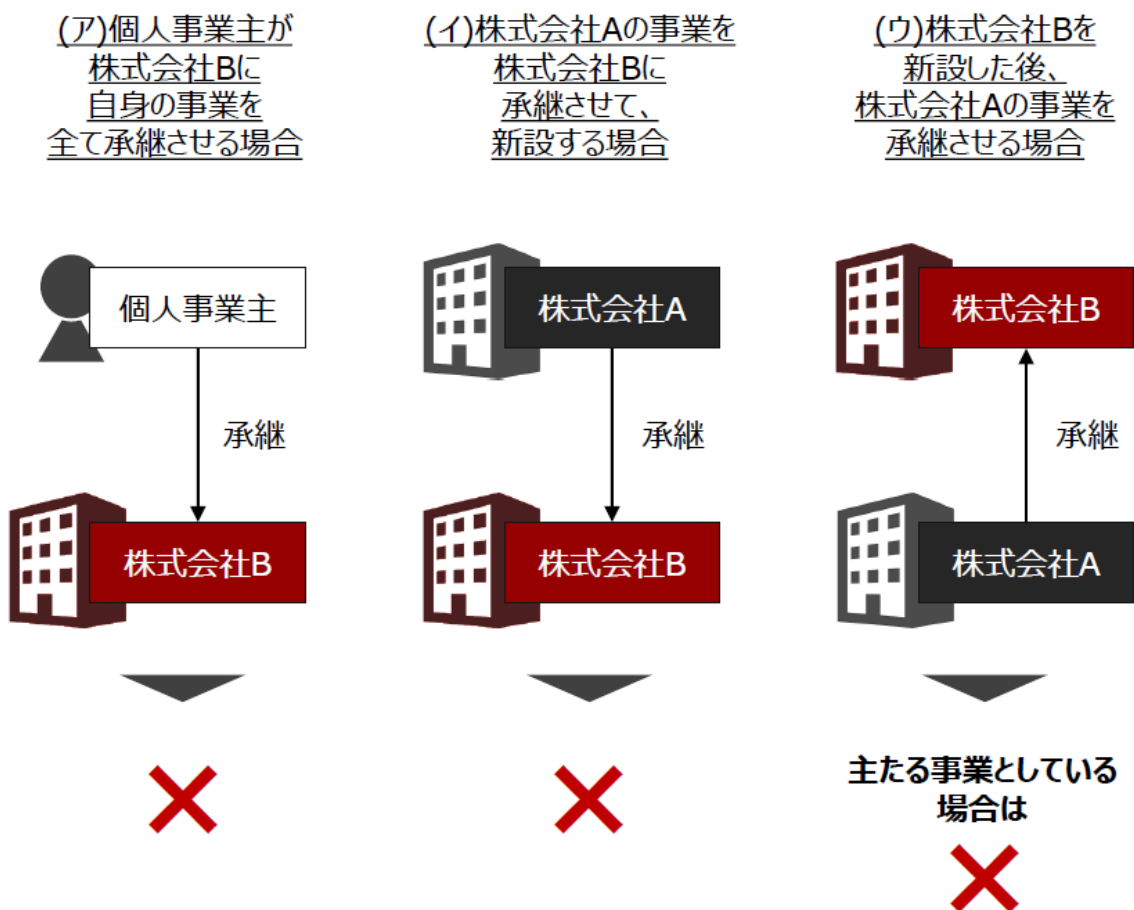 (ア)個人事業主が
株式会社Bに
自身の事業を
全て承継させる場合
(イ)株式会社Aの事業を
株式会社Bに
承継させて、
新設する場合
(ウ)株式会社Bを
新設した後、
株式会社Aの事業を
承継させる場合
個人事業主
承継
株式会社B
株式会社A
承継
株式会社B
株式会社B
承継
株式会社A
主たる事業としている
場合は